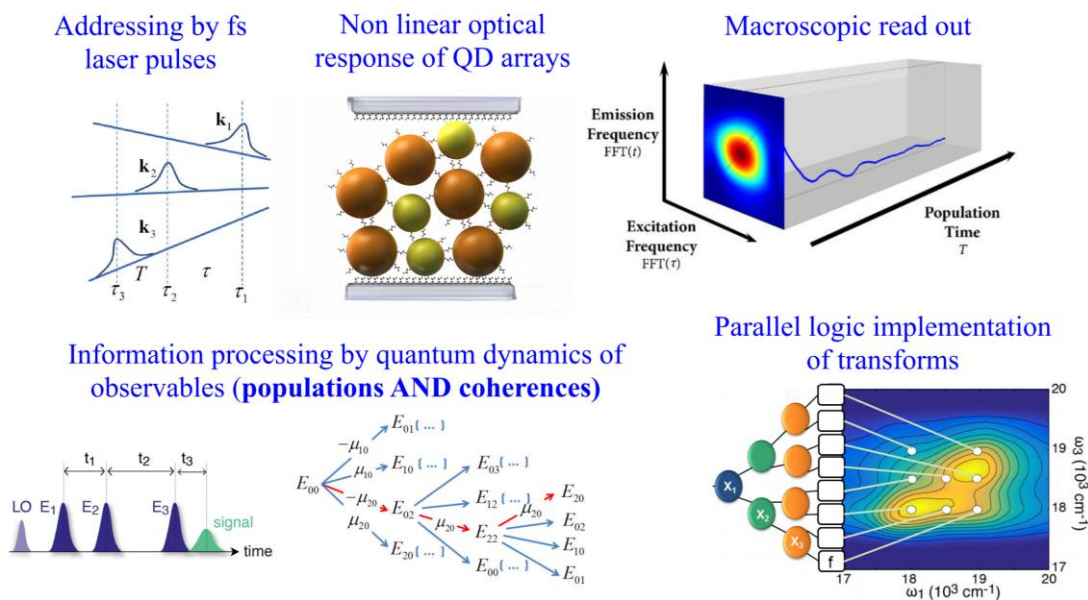 Addressing by fs
laser pulses
k1
k2
k3
T
τ
τ3
τ2
τ1
Non linear optical
response of QD arrays
Macroscopic read out
Emission
Frequency
FFT(t)
Excitation
Frequency
FFT(τ)
Population
Time
T
Information processing by quantum dynamics of
observables (populations AND coherences)
t1
t2
t3
LO
E1
E2
E3
signal
time
E00
−μ10
μ10
−μ20
μ20
E01 [ ... ]
E10 [ ... ]
E02
E20 [ ... ]
E03 [ ... ]
E12 [ ... ]
μ20
E22
E00 [ ... ]
μ20
E20
E02
E10
E01
Parallel logic implementation
of transforms
X1
X2
X3
f
20
19
18
17
ω3 (10³ cm⁻¹)
17
18
19
20
ω1 (10³ cm⁻¹)